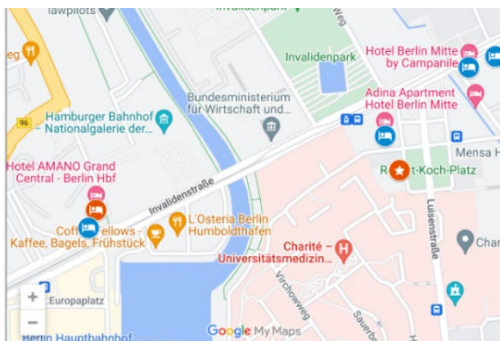 lawpilots
Invalidenpark
Invalidenpark
Hotel Berlin Mitte
by Campanile
Bundesministerium
für Wirtschaft und...
Adina Apartment
Hotel Berlin Mitte
96
Hamburger Bahnhof
– Nationalgalerie der...
Mensa
Hotel AMANO Grand
Central - Berlin Hbf
Invalidenstraße
Luisenstraße
L'Osteria Berlin
Humboldthafen
Kaffee, Bagels, Frühstück
Charité –
Universitätsmedizin...
Virchowweg
+
Europaplatz
−
Berlin Hauptbahnhof
Google My Maps